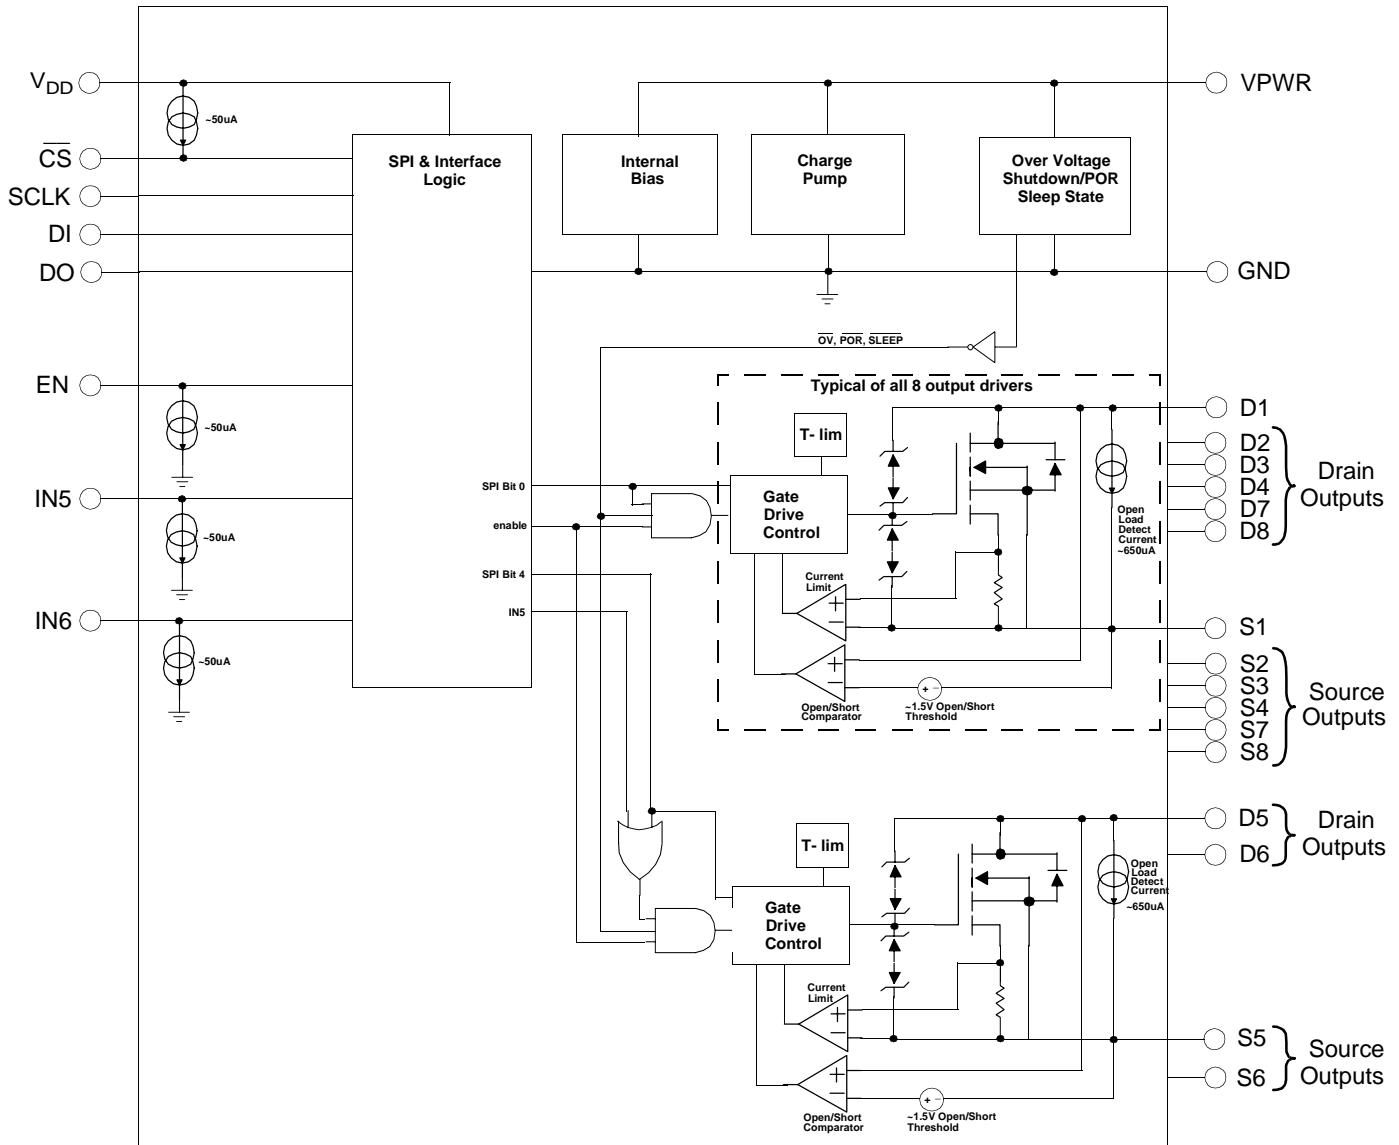 VDD
~50uA
CS
SCLK
DI
DO
EN
~50uA
IN5
~50uA
IN6
~50uA
SPI & Interface
Logic
SPI Bit 0
enable
SPI Bit 4
IN5
Internal
Bias
Charge
Pump
Over Voltage
Shutdown/POR
Sleep State
VPWR
GND
OV, POR, SLEEP
Typical of all 8 output drivers
T- lim
Gate
Drive
Control
Current
Limit
+
−
+
−
Open/Short
Comparator
+ −
~1.5V Open/Short
Threshold
Open
Load
Detect
Current
~650uA
D1
D2
D3
D4
D7
D8
Drain
Outputs
S1
S2
S3
S4
S7
S8
Source
Outputs
T- lim
Gate
Drive
Control
Current
Limit
+
−
+
−
Open/Short
Comparator
+ −
~1.5V Open/Short
Threshold
Open
Load
Detect
Current
~650uA
D5
D6
Drain
Outputs
S5
S6
Source
Outputs